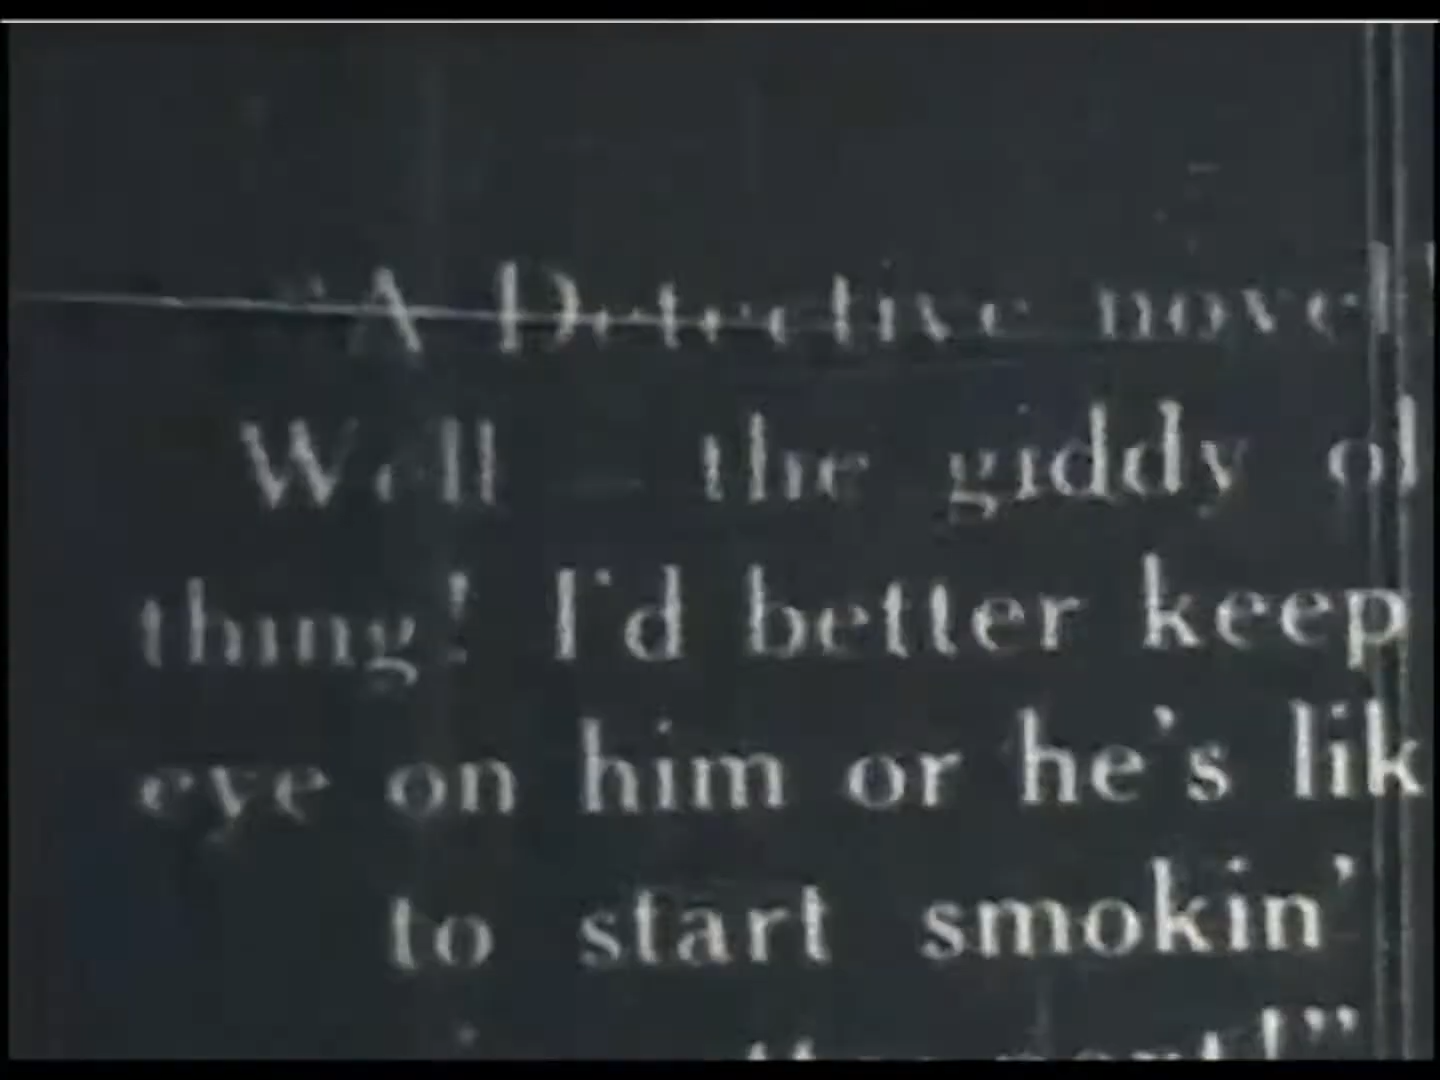 "A Detective novel!
Well — the giddy ol
thing! I'd better keep
eye on him or he's lik
to start smokin'